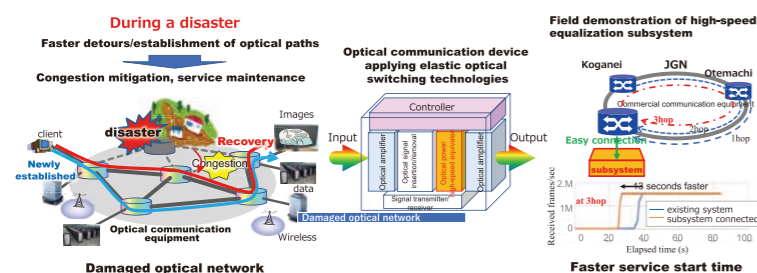 During a disaster
Faster detours/establishment of optical paths
Congestion mitigation, service maintenance
client
disaster
Images
Recovery
Congestion
Newly
established
data
Optical communication
equipment
Wireless
Damaged optical network
Optical communication device
applying elastic optical
switching technologies
Controller
Input
Output
Optical amplifier
Optical signal
insertion/removal
Optical power
high-speed equivalent
Optical amplifier
Signal transmitter/
receiver
Damaged optical network
Field demonstration of high-speed
equalization subsystem
Koganei
JGN
Otemachi
Commercial communication equipment
3hop
2hop
1hop
Easy connection
subsystem
Received frames/sec
2.M
1M
0
at 3hop
13 seconds faster
existing system
subsystem connected
0
20
40
60
80.0
100.
Elapsed time (s)
Faster service start time